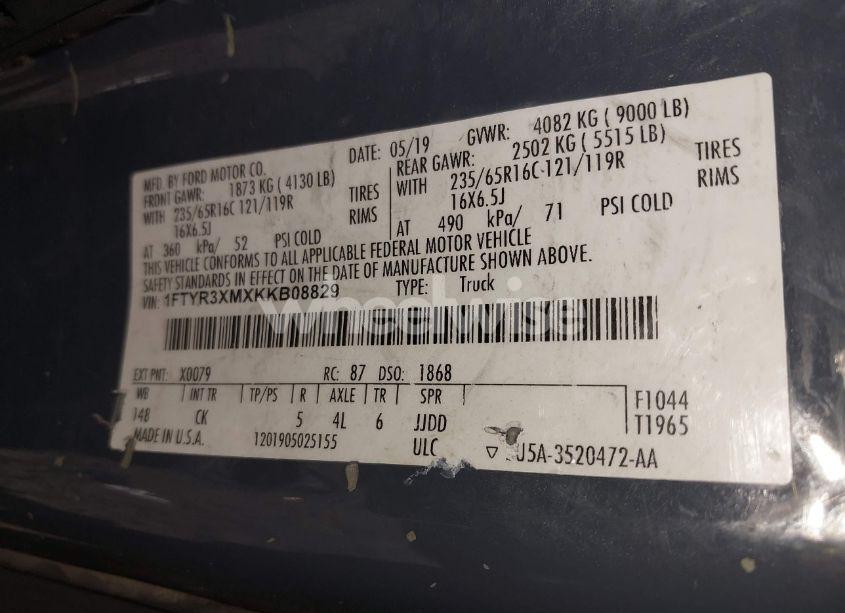 MFD. BY FORD MOTOR CO.
DATE: 05/19 GVWR: 4082 KG ( 9000 LB)
FRONT GAWR: 1873 KG ( 4130 LB)
REAR GAWR: 2502 KG ( 5515 LB)
WITH 235/65R16C 121/119R TIRES
WITH 235/65R16C-121/119R TIRES
16X6.5J RIMS
16X6.5J RIMS
AT 360 kPa/ 52 PSI COLD
AT 490 kPa/ 71 PSI COLD
THIS VEHICLE CONFORMS TO ALL APPLICABLE FEDERAL MOTOR VEHICLE
SAFETY STANDARDS IN EFFECT ON THE DATE OF MANUFACTURE SHOWN ABOVE.
VIN: 1FTYR3XMXKKB08829 TYPE: Truck
wheelwise
EXT PNT: X0079 RC: 87 DSO: 1868
WB INT TR TP/PS R AXLE TR SPR
148 CK 5 4L 6 JJDD
F1044
T1965
MADE IN U.S.A. 1201905025155 ULC
U5A-3520472-AA